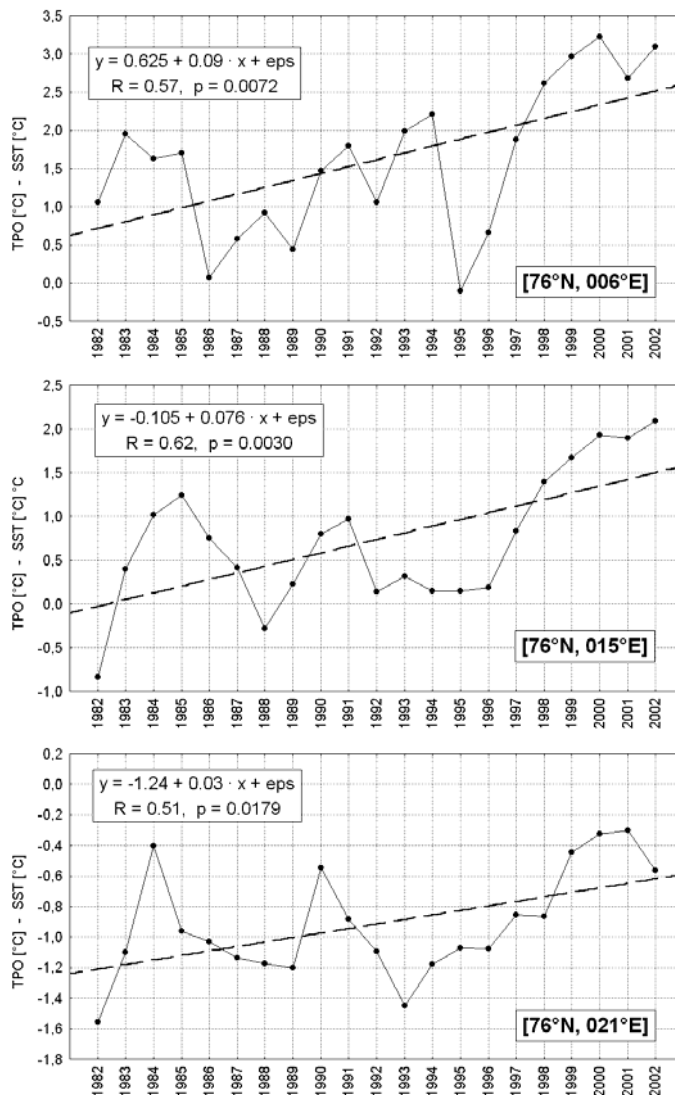 TPO [°C] - SST [°C]
3.5
3.0
2.5
2.0
1.5
1.0
0.5
0.0
-0.5
y = 0.625 + 0.09 · x + eps
R = 0.57, p = 0.0072
[76°N, 006°E]
1982 1983 1984 1985 1986 1987 1988 1989 1990 1991 1992 1993 1994 1995 1996 1997 1998 1999 2000 2001 2002
TPO [°C] - SST [°C] °C
2.5
2.0
1.5
1.0
0.5
0.0
-0.5
-1.0
y = -0.105 + 0.076 · x + eps
R = 0.62, p = 0.0030
[76°N, 015°E]
1982 1983 1984 1985 1986 1987 1988 1989 1990 1991 1992 1993 1994 1995 1996 1997 1998 1999 2000 2001 2002
TPO [°C] - SST [°C]
0.2
0.0
-0.2
-0.4
-0.6
-0.8
-1.0
-1.2
-1.4
-1.6
-1.8
y = -1.24 + 0.03 · x + eps
R = 0.51, p = 0.0179
[76°N, 021°E]
1982 1983 1984 1985 1986 1987 1988 1989 1990 1991 1992 1993 1994 1995 1996 1997 1998 1999 2000 2001 2002